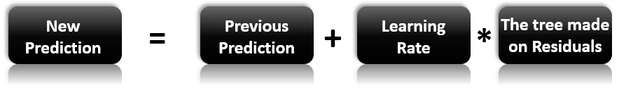 New Prediction = Previous Prediction + Learning Rate * The tree made on Residuals